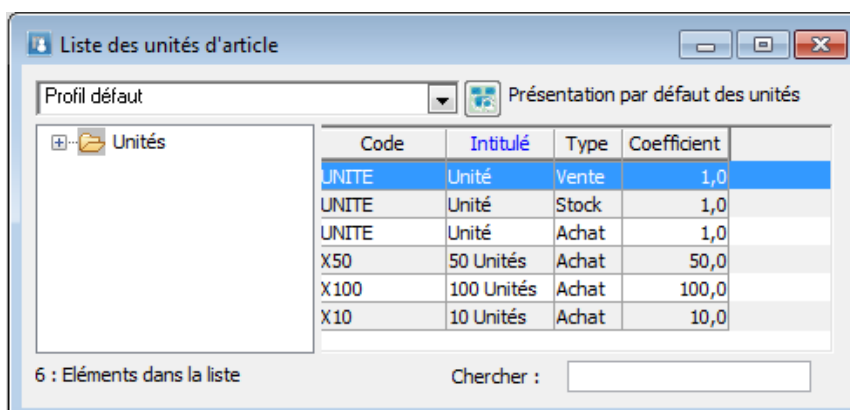 Liste des unités d'article
Profil défaut
Présentation par défaut des unités
Unités
Code Intitulé Type Coefficient
UNITE Unité Vente 1,0
UNITE Unité Stock 1,0
UNITE Unité Achat 1,0
X50 50 Unités Achat 50,0
X100 100 Unités Achat 100,0
X10 10 Unités Achat 10,0
6 : Eléments dans la liste
Chercher :